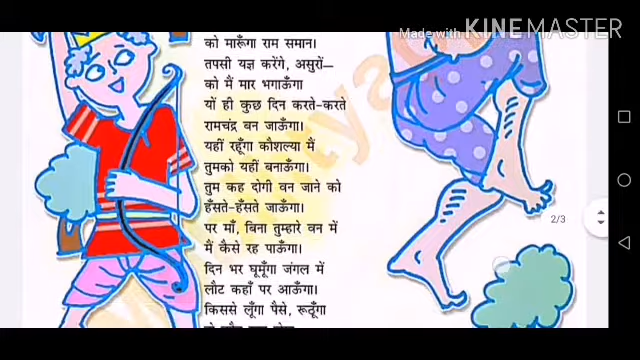 Made with KINEMASTER
को मारूँगा राम समान।
तपसी यज्ञ करेंगे, असुरों—
को मैं मार भगाऊँगा
यों ही कुछ दिन करते-करते
रामचंद्र बन जाऊँगा।
यहीं रहूँगा कौशल्या मैं
तुमको यहीं बनाऊँगा।
तुम कह दोगी वन जाने को
हँसते-हँसते जाऊँगा।
पर माँ, बिना तुम्हारे वन में
मैं कैसे रह पाऊँगा।
दिन भर घूमूँगा जंगल में
लौट कहाँ पर आऊँगा।
किससे लूँगा पैसे, रूठूँगा
2/3